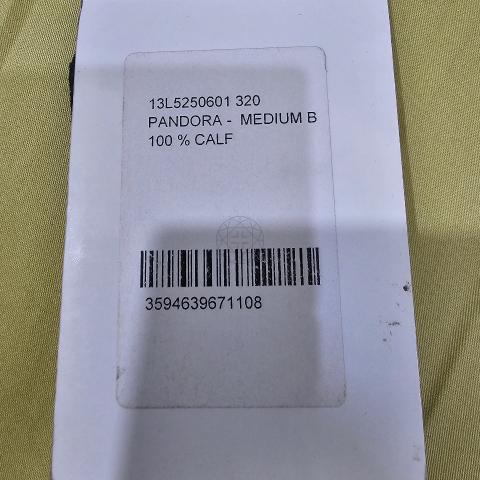 13L5250601 320
PANDORA - MEDIUM B
100 % CALF
3594639671108